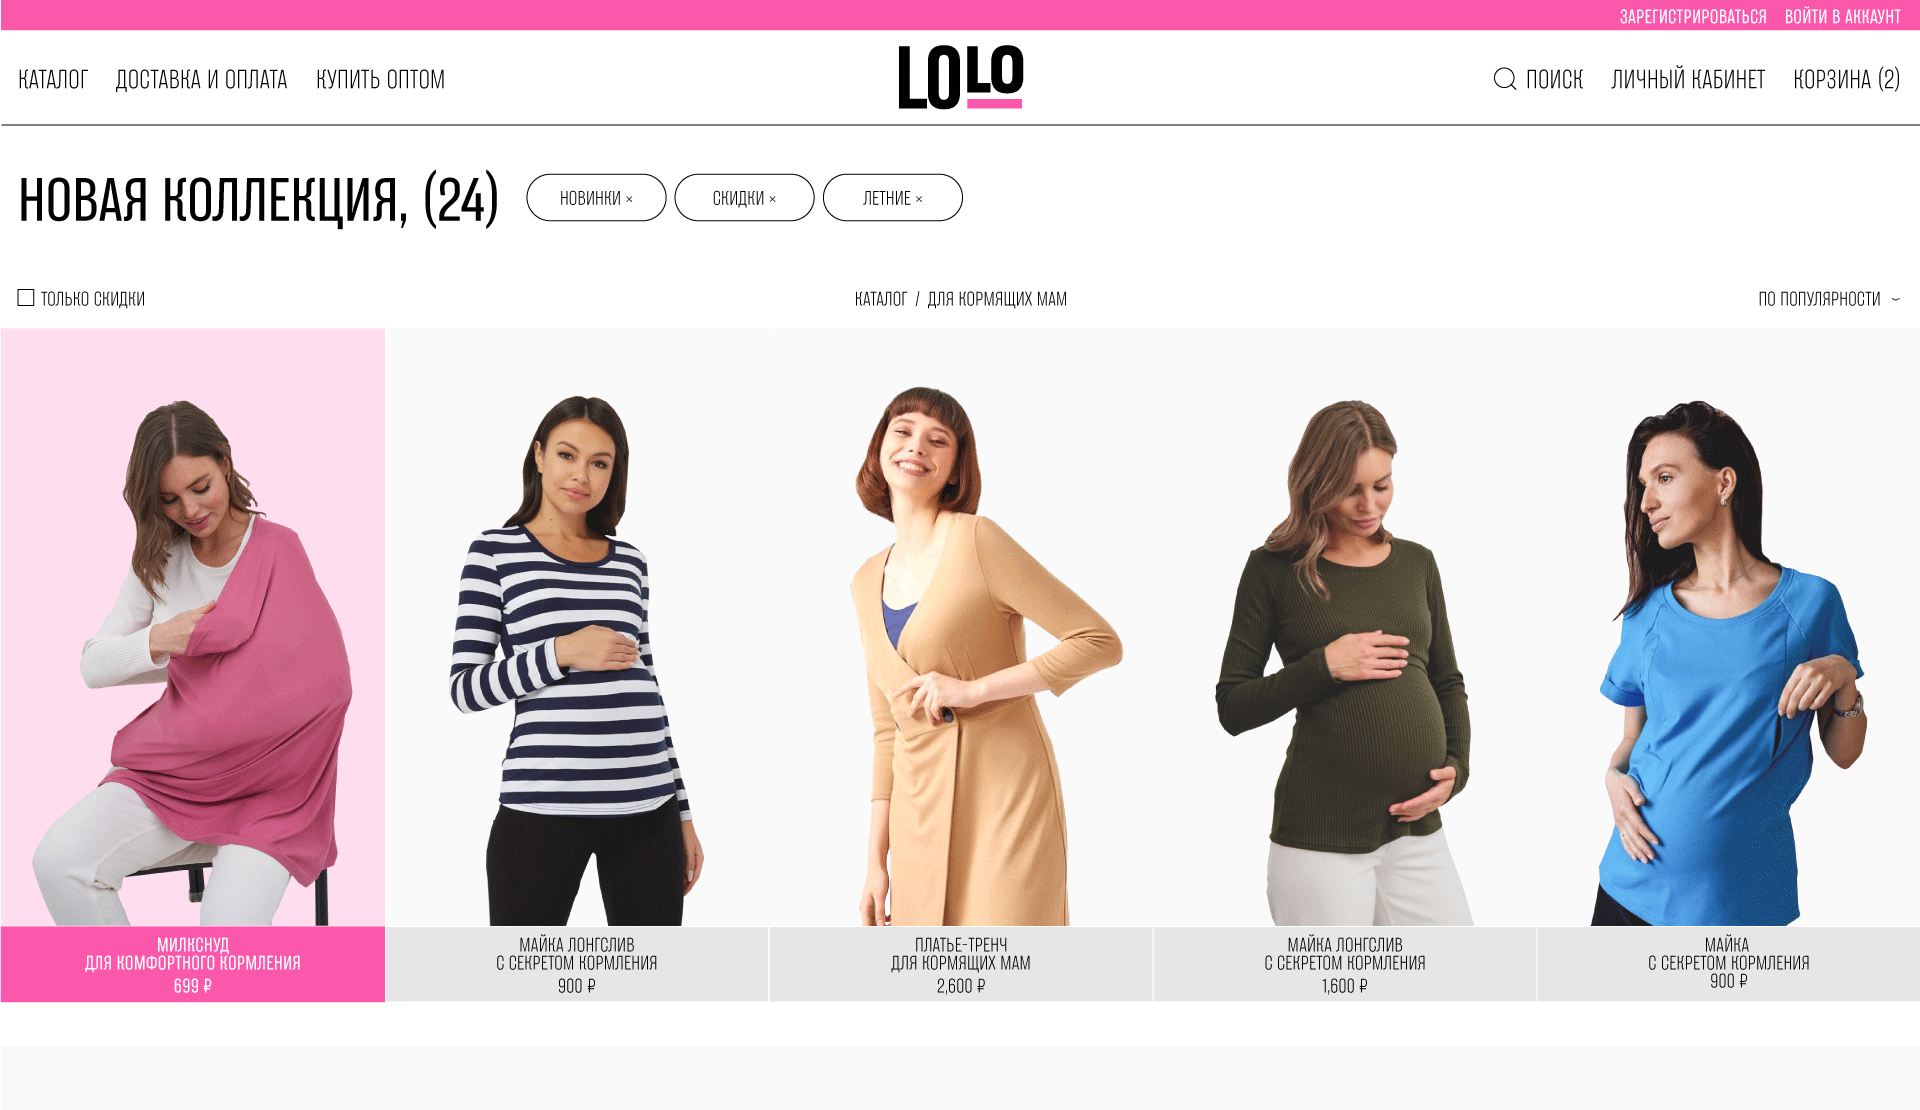 ЗАРЕГИСТРИРОВАТЬСЯ ВОЙТИ В АККАУНТ
КАТАЛОГ ДОСТАВКА И ОПЛАТА КУПИТЬ ОПТОМ
LOLO
ПОИСК ЛИЧНЫЙ КАБИНЕТ КОРЗИНА (2)
НОВАЯ КОЛЛЕКЦИЯ, (24)
НОВИНКИ × СКИДКИ × ЛЕТНИЕ ×
ТОЛЬКО СКИДКИ
КАТАЛОГ / ДЛЯ КОРМЯЩИХ МАМ
ПО ПОПУЛЯРНОСТИ
МИЛКСНУД
ДЛЯ КОМФОРТНОГО КОРМЛЕНИЯ
699 ₽
МАЙКА ЛОНГСЛИВ
С СЕКРЕТОМ КОРМЛЕНИЯ
900 ₽
ПЛАТЬЕ-ТРЕНЧ
ДЛЯ КОРМЯЩИХ МАМ
2,600 ₽
МАЙКА ЛОНГСЛИВ
С СЕКРЕТОМ КОРМЛЕНИЯ
1,600 ₽
МАЙКА
С СЕКРЕТОМ КОРМЛЕНИЯ
900 ₽